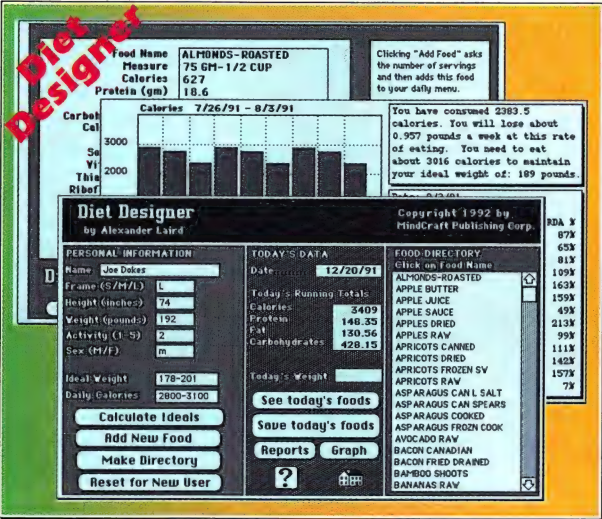 Diet
Designer
Food Name ALMONDS-ROASTED
Measure 75 GM-1/2 CUP
Calories 627
Protein (gm) 18.6
Clicking "Add Food" asks
the number of servings
and then adds this food
to your daily menu.
Carbot
Cal
So
Vi
Thia
Ribof
Calories 7/26/91 - 8/3/91
3000
2000
You have consumed 2383.5
calories. You will lose about
0.957 pounds a week at this rate
of eating. You need to eat
about 3016 calories to maintain
your ideal weight of: 189 pounds.
RDA %
87%
65%
81%
109%
163%
159%
49%
213%
99%
111%
142%
157%
7%
D
Diet Designer
by Alexander Laird
Copyright 1992 by
MindCraft Publishing Corp.
PERSONAL INFORMATION
Name Joe Dokes
Frame (S/M/L) L
Height (inches) 74
Weight (pounds) 192
Activity (1-5) 2
Sex (M/F) m
Ideal Weight 178-201
Daily Calories 2800-3100
Calculate Ideals
Add New Food
Make Directory
Reset for New User
TODAY'S DATA
Date 12/20/91
Today's Running Totals
Calories 3409
Protein 148.35
Fat 130.56
Carbohydrates 428.15
Today's Weight
See today's foods
Save today's foods
Reports Graph
?
FOOD DIRECTORY
Click on Food Name
ALMONDS-ROASTED
APPLE BUTTER
APPLE JUICE
APPLE SAUCE
APPLES DRIED
APPLES RAW
APRICOTS CANNED
APRICOTS DRIED
APRICOTS FROZEN SW
APRICOTS RAW
ASPARAGUS CAN L SALT
ASPARAGUS CAN SPEARS
ASPARAGUS COOKED
ASPARAGUS FROZN COOK
AVOCADO RAW
BACON CANADIAN
BACON FRIED DRAINED
BAMBOO SHOOTS
BANANAS RAW